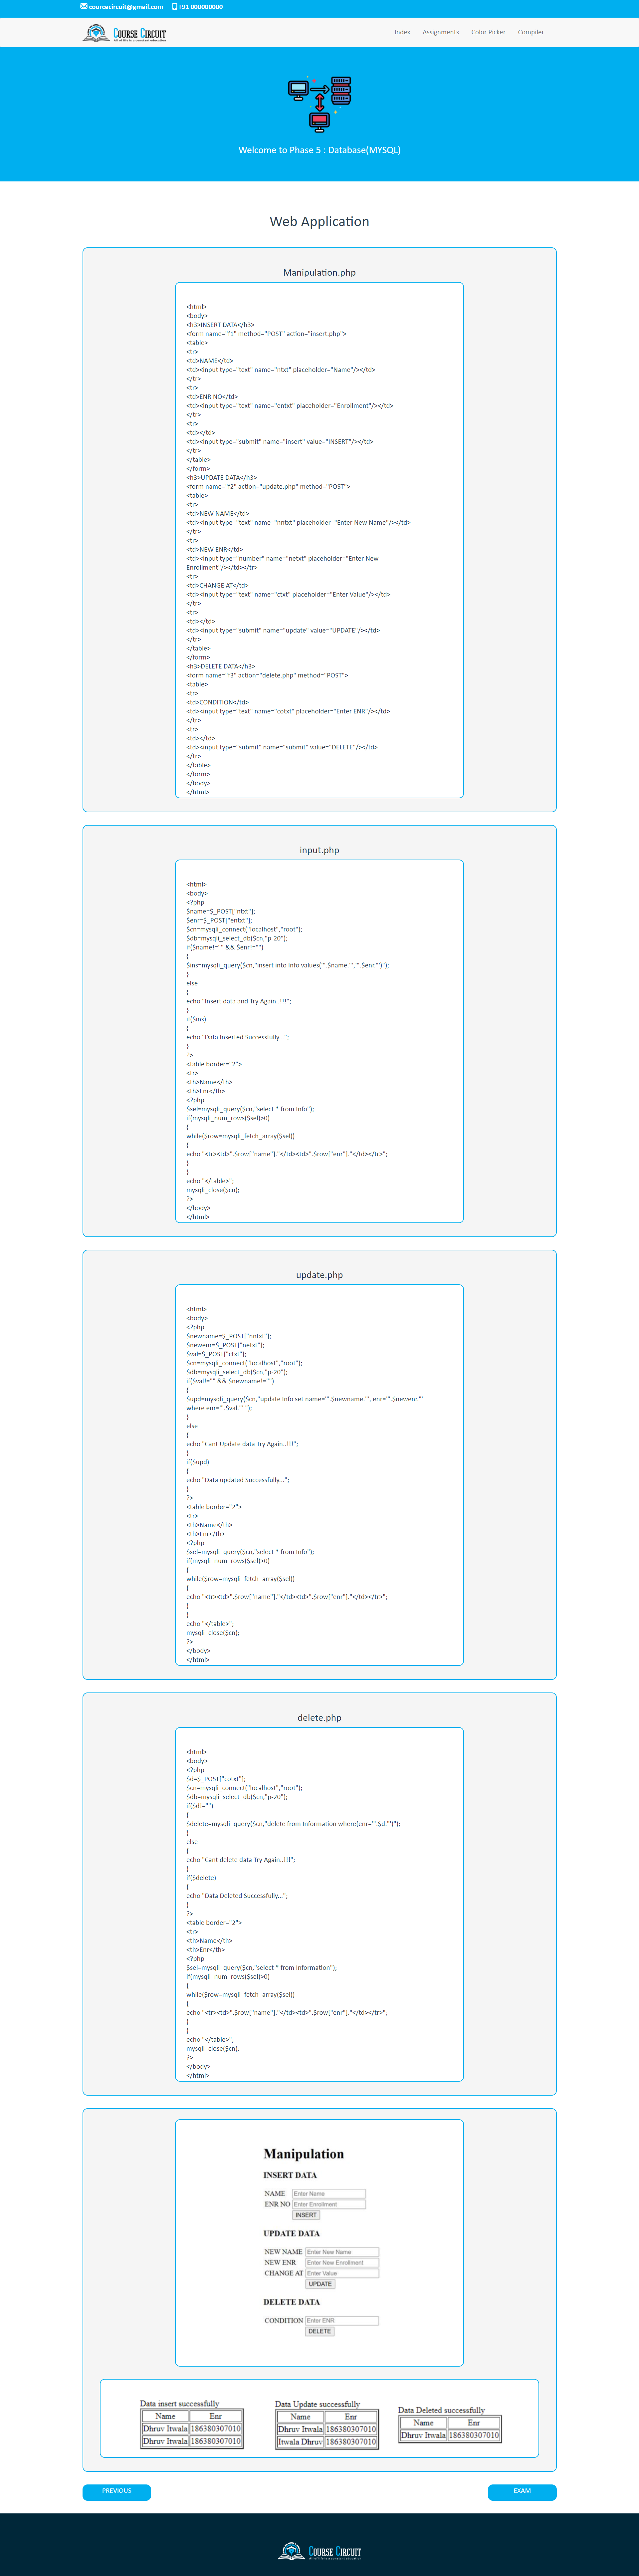 courcecircuit@gmail.com +91 000000000
COURSE CIRCUIT
Index Assignments Color Picker Compiler
Welcome to Phase 5 : Database(MYSQL)
Web Application
Manipulation.php
<html>
<body>
<h3>INSERT DATA</h3>
<form name="f1" method="POST" action="insert.php">
<table>
<tr>
<td>NAME</td>
<td><input type="text" name="ntxt" placeholder="Name"/></td>
</tr>
<tr>
<td>ENR NO</td>
<td><input type="text" name="entxt" placeholder="Enrollment"/></td>
</tr>
<tr>
<td></td>
<td><input type="submit" name="insert" value="INSERT"/></td>
</tr>
</table>
</form>
<h3>UPDATE DATA</h3>
<form name="f2" action="update.php" method="POST">
<table>
<tr>
<td>NEW NAME</td>
<td><input type="text" name="nntxt" placeholder="Enter New Name"/></td>
</tr>
<tr>
<td>NEW ENR</td>
<td><input type="number" name="netxt" placeholder="Enter New
Enrollment"/></td></tr>
<tr>
<td>CHANGE AT</td>
<td><input type="text" name="ctxt" placeholder="Enter Value"/></td>
</tr>
<tr>
<td></td>
<td><input type="submit" name="update" value="UPDATE"/></td>
</tr>
</table>
</form>
<h3>DELETE DATA</h3>
<form name="f3" action="delete.php" method="POST">
<table>
<tr>
<td>CONDITION</td>
<td><input type="text" name="cotxt" placeholder="Enter ENR"/></td>
</tr>
<tr>
<td></td>
<td><input type="submit" name="submit" value="DELETE"/></td>
</tr>
</table>
</form>
</body>
</html>
input.php
<html>
<body>
<?php
$name=$_POST["ntxt"];
$enr=$_POST["entxt"];
$cn=mysqli_connect("localhost","root");
$db=mysqli_select_db($cn,"p-20");
if($name!="" && $enr!="")
{
$ins=mysqli_query($cn,"insert into Info values('".$name."','".$enr."')");
}
else
{
echo "Insert data and Try Again..!!!";
}
if($ins)
{
echo "Data Inserted Successfully...";
}
?>
<table border="2">
<tr>
<th>Name</th>
<th>Enr</th>
<?php
$sel=mysqli_query($cn,"select * from Info");
if(mysqli_num_rows($sel)>0)
{
while($row=mysqli_fetch_array($sel))
{
echo "<tr><td>".$row["name"]."</td><td>".$row["enr"]."</td></tr>";
}
}
echo "</table>";
mysqli_close($cn);
?>
</body>
</html>
update.php
<html>
<body>
<?php
$newname=$_POST["nntxt"];
$newenr=$_POST["netxt"];
$val=$_POST["ctxt"];
$cn=mysqli_connect("localhost","root");
$db=mysqli_select_db($cn,"p-20");
if($val!="" && $newname!="")
{
$upd=mysqli_query($cn,"update Info set name='".$newname."', enr='".$newenr."'
where enr='".$val."' ");
}
else
{
echo "Cant Update data Try Again..!!!";
}
if($upd)
{
echo "Data updated Successfully...";
}
?>
<table border="2">
<tr>
<th>Name</th>
<th>Enr</th>
<?php
$sel=mysqli_query($cn,"select * from Info");
if(mysqli_num_rows($sel)>0)
{
while($row=mysqli_fetch_array($sel))
{
echo "<tr><td>".$row["name"]."</td><td>".$row["enr"]."</td></tr>";
}
}
echo "</table>";
mysqli_close($cn);
?>
</body>
</html>
delete.php
<html>
<body>
<?php
$d=$_POST["cotxt"];
$cn=mysqli_connect("localhost","root");
$db=mysqli_select_db($cn,"p-20");
if($d!="")
{
$delete=mysqli_query($cn,"delete from Information where(enr='".$d."')");
}
else
{
echo "Cant delete data Try Again..!!!";
}
if($delete)
{
echo "Data Deleted Successfully...";
}
?>
<table border="2">
<tr>
<th>Name</th>
<th>Enr</th>
<?php
$sel=mysqli_query($cn,"select * from Information");
if(mysqli_num_rows($sel)>0)
{
while($row=mysqli_fetch_array($sel))
{
echo "<tr><td>".$row["name"]."</td><td>".$row["enr"]."</td></tr>";
}
}
echo "</table>";
mysqli_close($cn);
?>
</body>
</html>
Manipulation
INSERT DATA
NAME Enter Name
ENR NO Enter Enrolment
INSERT
UPDATE DATA
NEW NAME Enter New Name
NEW ENR Enter New Enrollment
CHANGE AT Enter Value
UPDATE
DELETE DATA
CONDITION Enter ENR
DELETE
Data insert successfully
Name Enr
Dhruv Itwala 186380307010
Dhruv Itwala 186380307010
Data Update successfully
Name Enr
Dhruv Itwala 186380307010
Itwala Dhruv 186380307010
Data Deleted successfully
Name Enr
Dhruv Itwala 186380307010
PREVIOUS EXAM
COURSE CIRCUIT